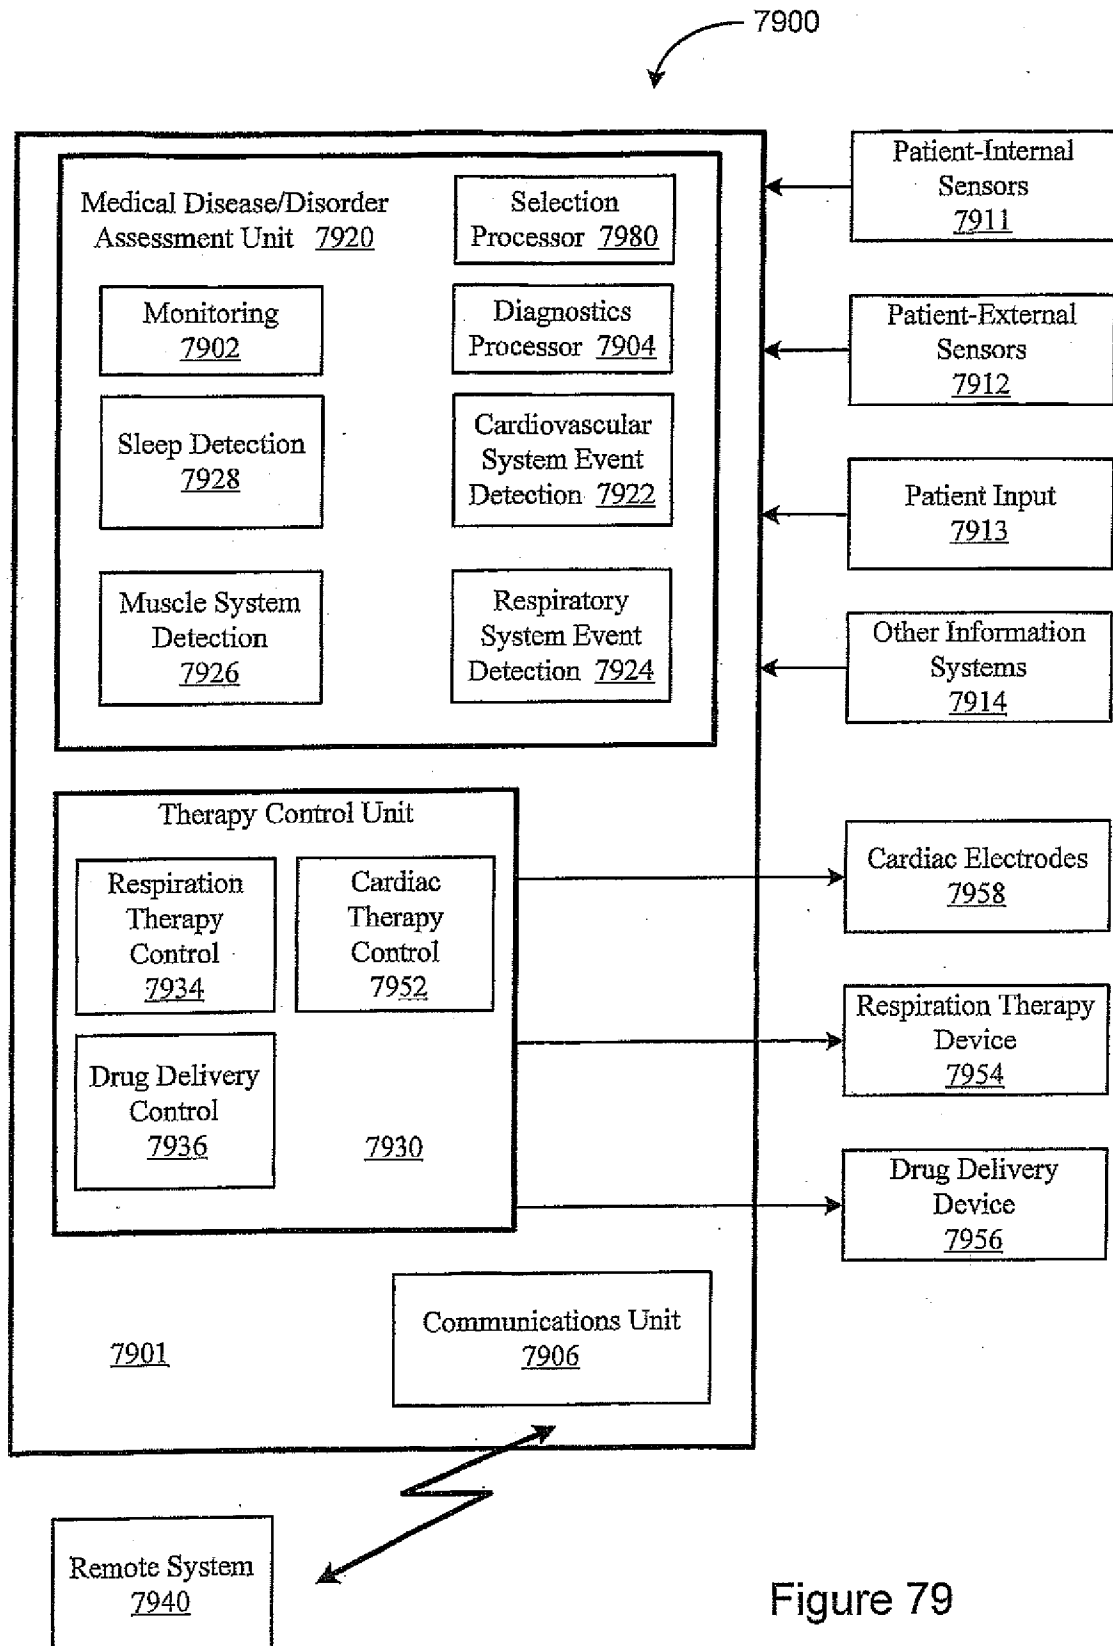 7900
Medical Disease/Disorder
Assessment Unit 7920
Selection
Processor 7980
Monitoring
7902
Diagnostics
Processor 7904
Sleep Detection
7928
Cardiovascular
System Event
Detection 7922
Muscle System
Detection
7926
Respiratory
System Event
Detection 7924
Patient-Internal
Sensors
7911
Patient-External
Sensors
7912
Patient Input
7913
Other Information
Systems
7914
Therapy Control Unit
Respiration
Therapy
Control
7934
Cardiac
Therapy
Control
7952
Drug Delivery
Control
7936
7930
Cardiac Electrodes
7958
Respiration Therapy
Device
7954
Drug Delivery
Device
7956
Communications Unit
7906
7901
Remote System
7940
Figure 79